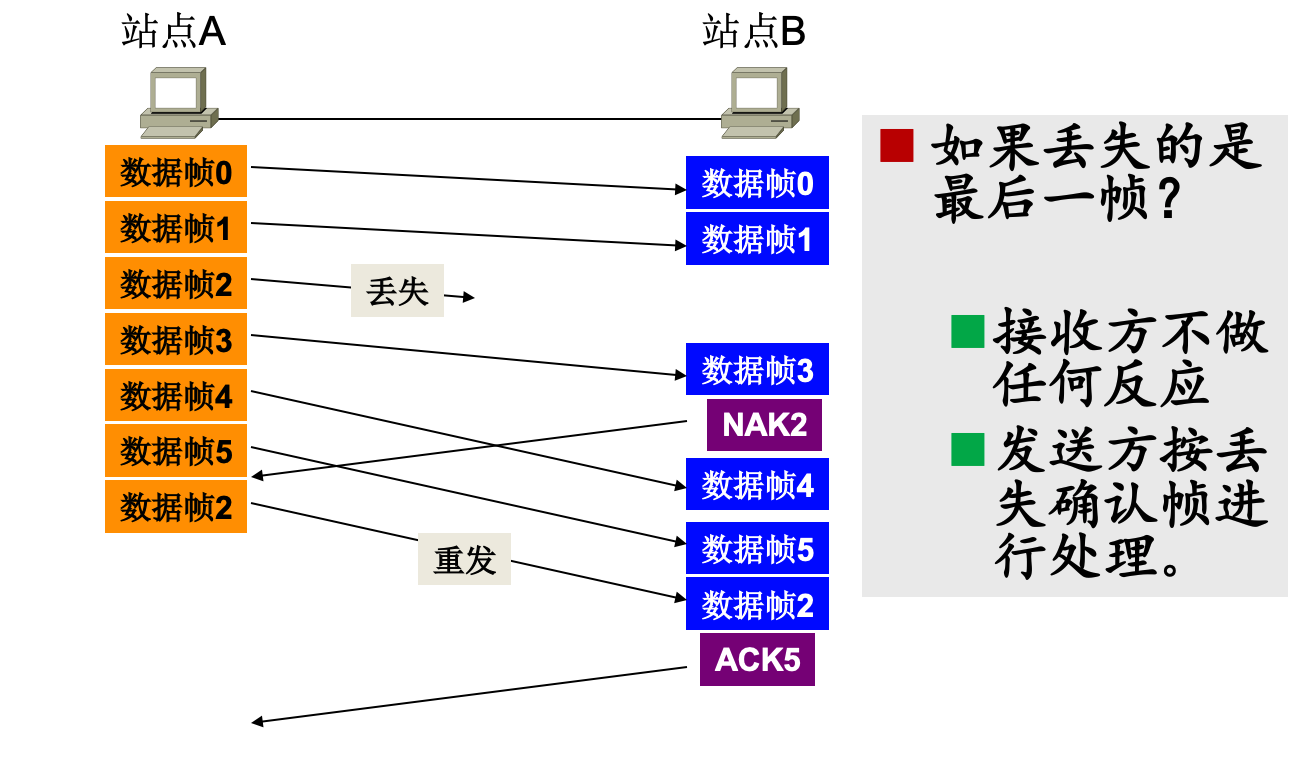 站点A
站点B
数据帧0
数据帧1
数据帧2
数据帧3
数据帧4
数据帧5
数据帧2
丢失
重发
数据帧0
数据帧1
数据帧3
NAK2
数据帧4
数据帧5
数据帧2
ACK5
如果丢失的是
最后一帧?
接收方不做
任何反应
发送方按丢
失确认帧进
行处理。